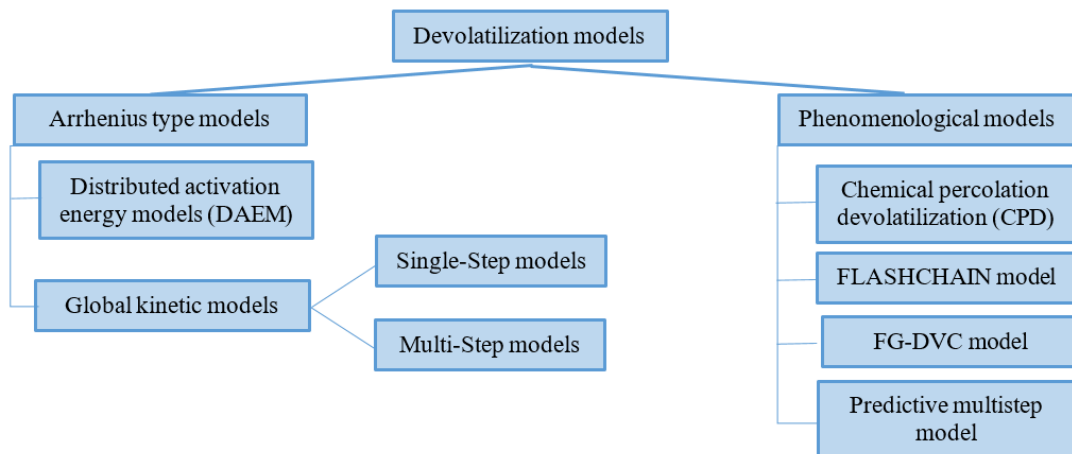 Devolatilization models
Arrhenius type models
Distributed activation
energy models (DAEM)
Global kinetic models
Single-Step models
Multi-Step models
Phenomenological models
Chemical percolation
devolatilization (CPD)
FLASHCHAIN model
FG-DVC model
Predictive multistep
model